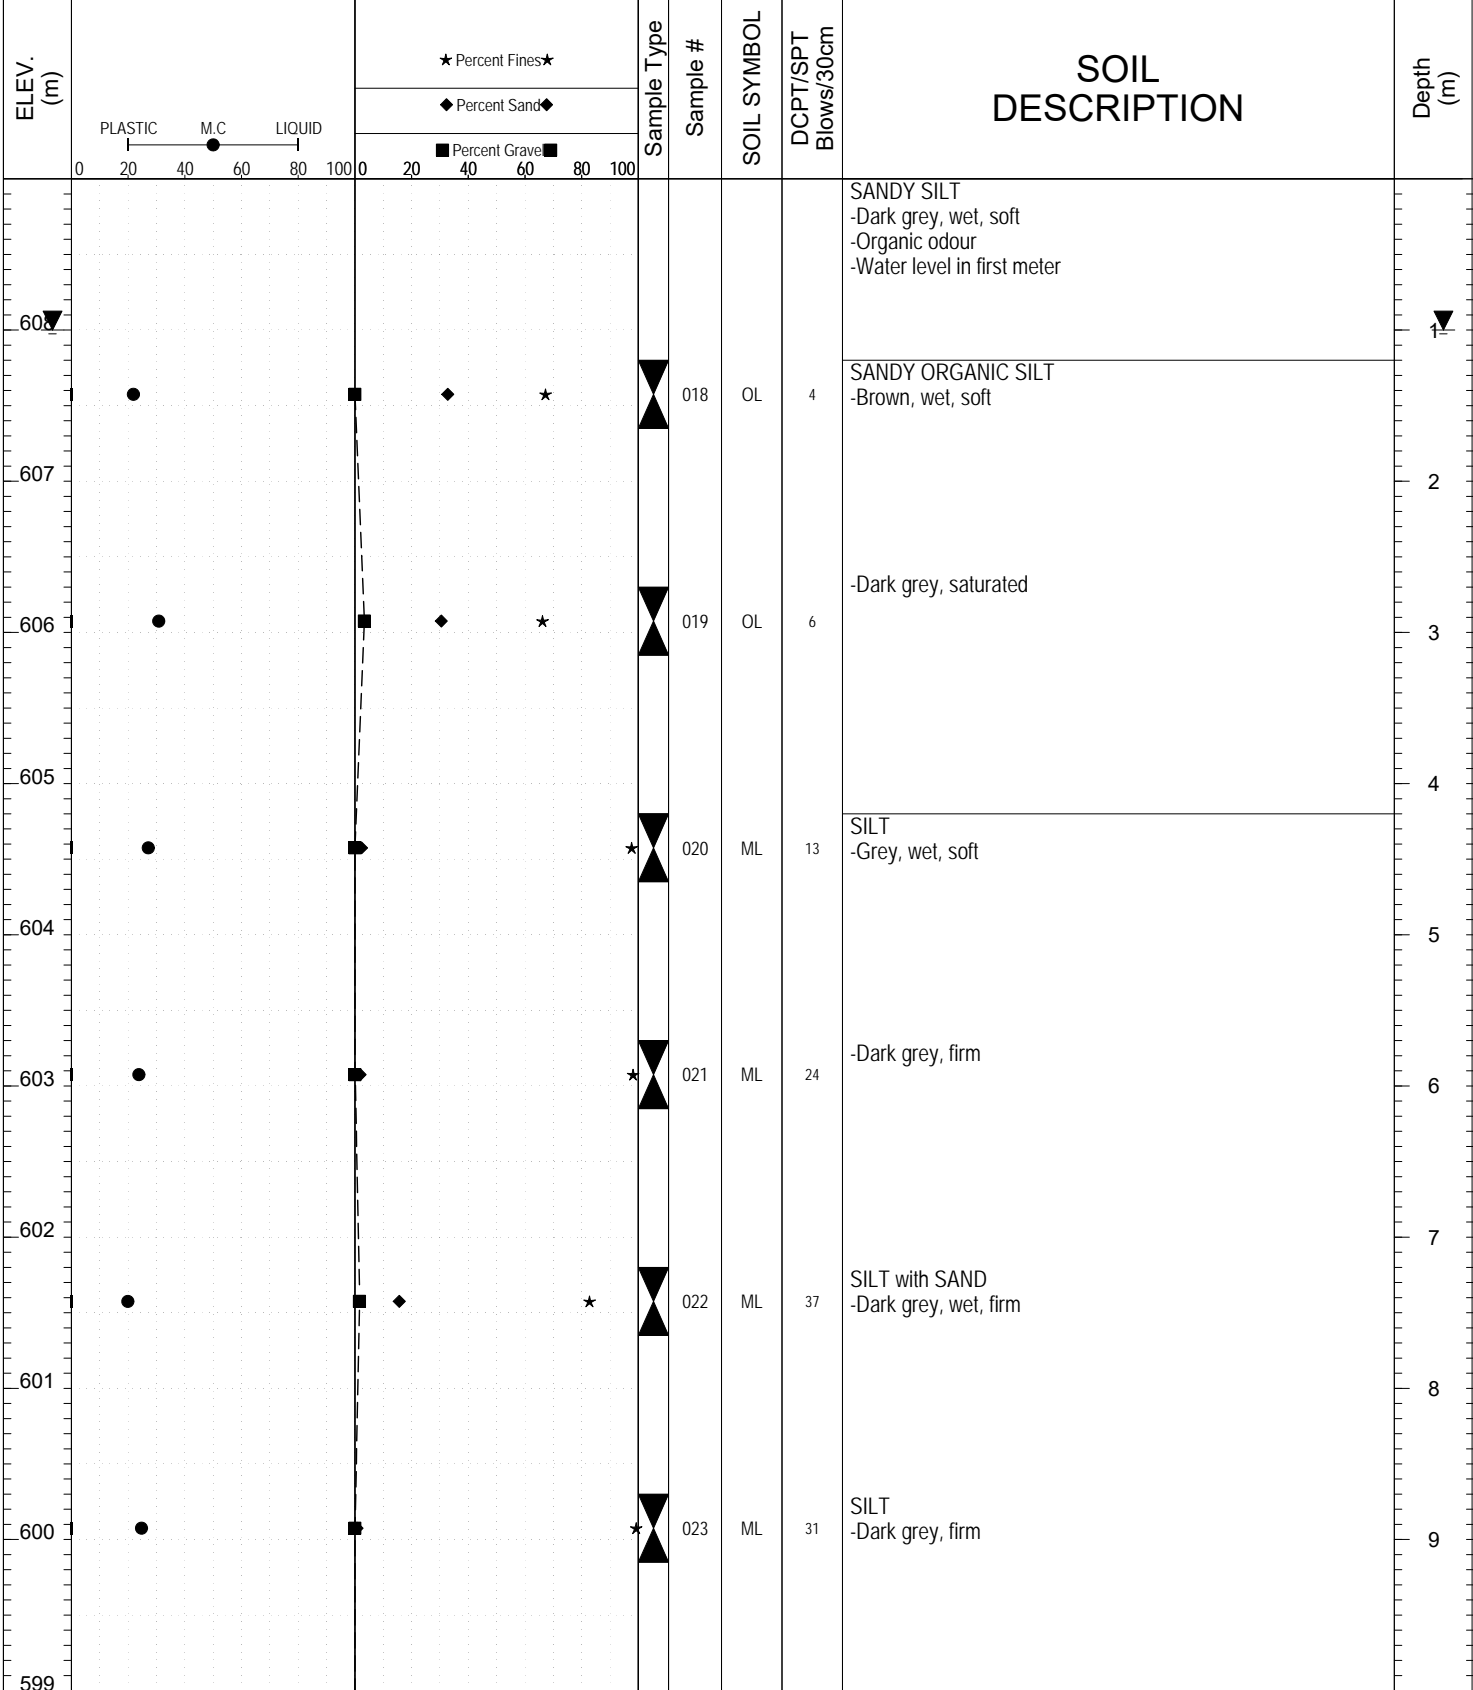 ELEV.
(m)
PLASTIC M.C LIQUID
0 20 40 60 80 100
Percent Fines
Percent Sand
Percent Gravel
0 20 40 60 80 100
Sample Type
Sample #
SOIL SYMBOL
DCPT/SPT
Blows/30cm
SOIL
DESCRIPTION
Depth
(m)
SANDY SILT
-Dark grey, wet, soft
-Organic odour
-Water level in first meter
608 1
018 OL 4
SANDY ORGANIC SILT
-Brown, wet, soft
607 2
-Dark grey, saturated
019 OL 6
606 3
605 4
SILT
020 ML 13 -Grey, wet, soft
604 5
-Dark grey, firm
021 ML 24
603 6
602 7
SILT with SAND
022 ML 37 -Dark grey, wet, firm
601 8
SILT
023 ML 31 -Dark grey, firm
600 9
599